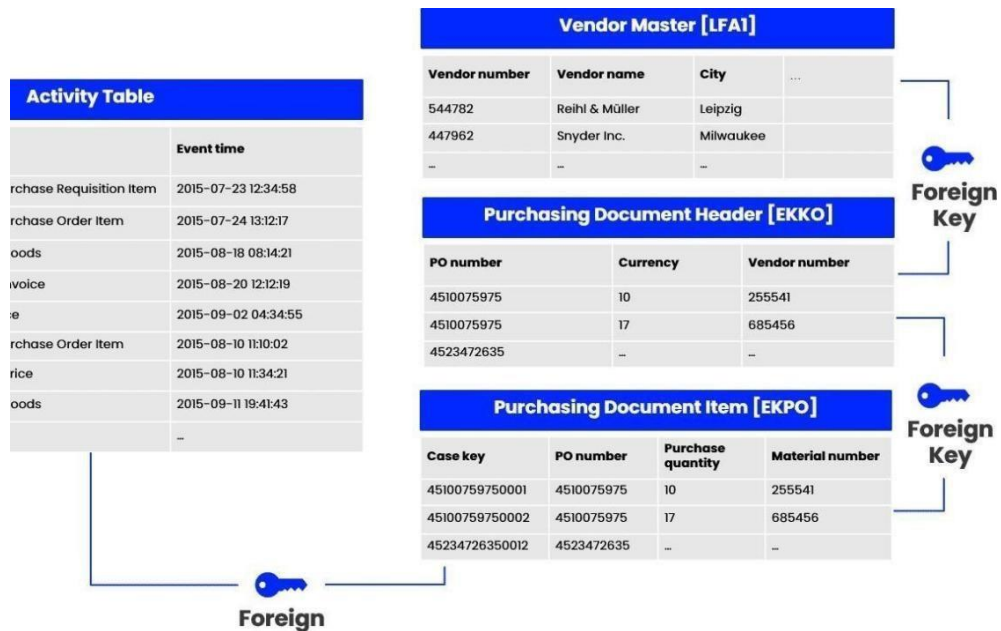 Vendor Master [LFA1]
Vendor number Vendor name City ...
544782 Reihl & Müller Leipzig
447962 Snyder Inc. Milwaukee
... ... ...
Activity Table
Event time
rchase Requisition Item 2015-07-23 12:34:58
rchase Order Item 2015-07-24 13:12:17
oods 2015-08-18 08:14:21
voice 2015-08-20 12:12:19
e 2015-09-02 04:34:55
rchase Order Item 2015-08-10 11:10:02
rice 2015-08-10 11:34:21
oods 2015-09-11 19:41:43
...
Foreign
Key
Purchasing Document Header [EKKO]
PO number Currency Vendor number
4510075975 10 255541
4510075975 17 685456
4523472635 ... ...
Foreign
Key
Purchasing Document Item [EKPO]
Case key PO number Purchase quantity Material number
45100759750001 4510075975 10 255541
45100759750002 4510075975 17 685456
45234726350012 4523472635 ... ...
Foreign